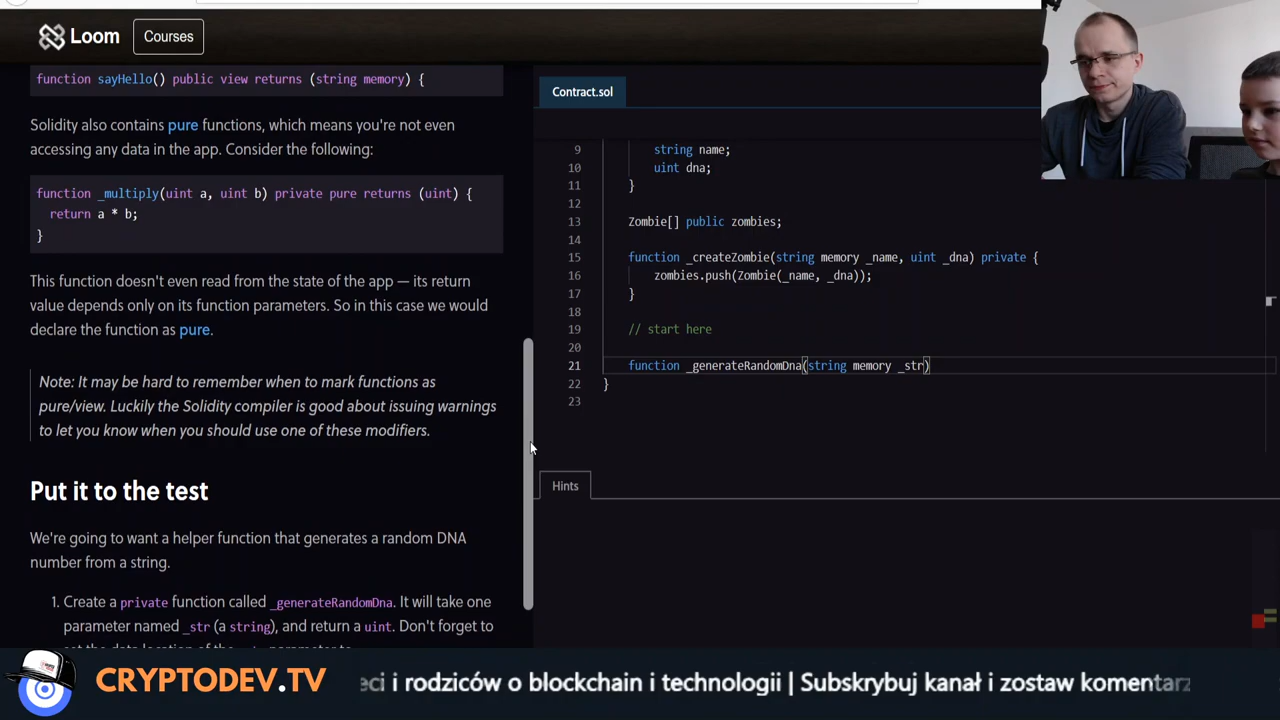 Loom
Courses
function sayHello() public view returns (string memory) {
Solidity also contains pure functions, which means you're not even
accessing any data in the app. Consider the following:
function _multiply(uint a, uint b) private pure returns (uint) {
return a * b;
}
This function doesn't even read from the state of the app — its return
value depends only on its function parameters. So in this case we would
declare the function as pure.
Note: It may be hard to remember when to mark functions as
pure/view. Luckily the Solidity compiler is good about issuing warnings
to let you know when you should use one of these modifiers.
Put it to the test
We're going to want a helper function that generates a random DNA
number from a string.
1. Create a private function called _generateRandomDna. It will take one
parameter named _str (a string), and return a uint. Don't forget to
Contract.sol
9 string name;
10 uint dna;
11 }
12
13 Zombie[] public zombies;
14
15 function _createZombie(string memory _name, uint _dna) private {
16 zombies.push(Zombie(_name, _dna));
17 }
18
19 // start here
20
21 function _generateRandomDna(string memory _str)
22 }
23
Hints
CRYPTODEV.TV
eci i rodziców o blockchain i technologii | Subskrybuj kanał i zostaw komentarz